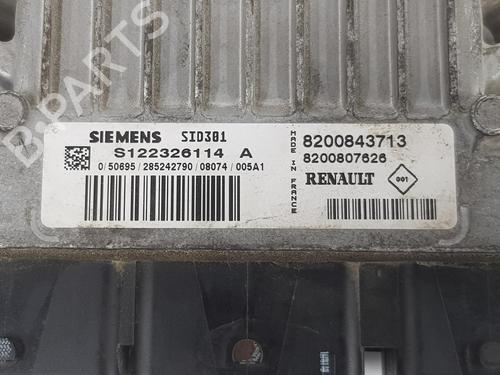 B-PARTS
SIEMENS SID301
S122326114 A
0/50695/285242790/08074/005A1
MADE IN FRANCE
8200843713
8200807626
RENAULT 001